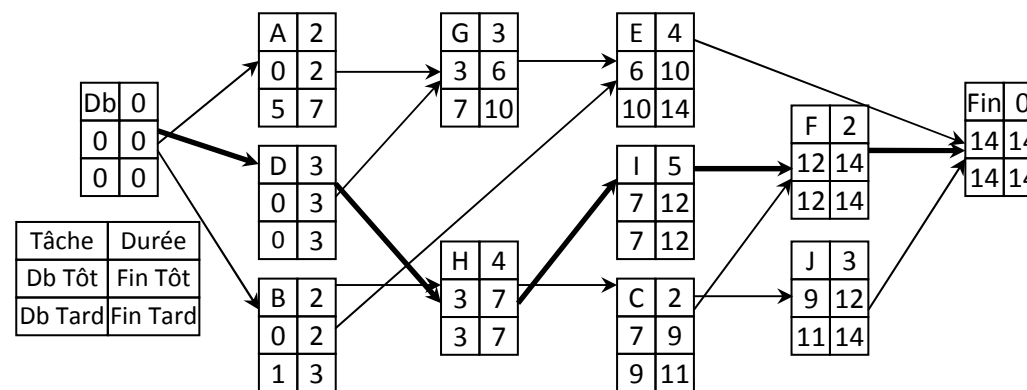 A 2
0 2
5 7
G 3
3 6
7 10
E 4
6 10
10 14
Db 0
0 0
0 0
F 2
12 14
12 14
Fin 0
14 14
14 14
D 3
0 3
0 3
I 5
7 12
7 12
Tâche Durée
Db Tôt Fin Tôt
Db Tard Fin Tard
B 2
0 2
1 3
H 4
3 7
3 7
C 2
7 9
9 11
J 3
9 12
11 14